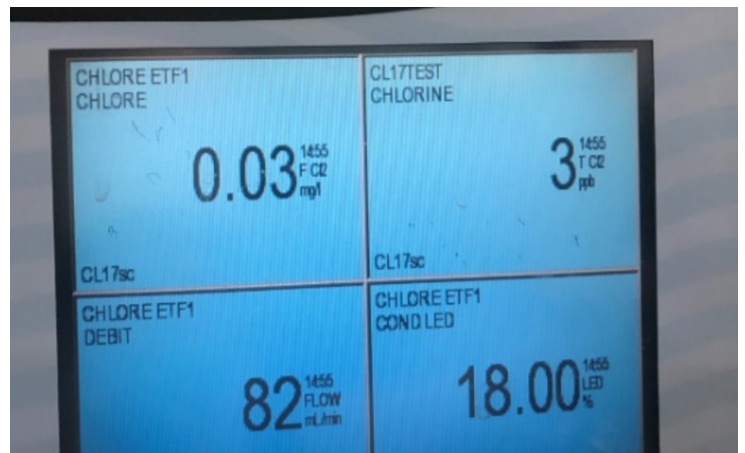 CHLORE ETF1
CHLORE
0.03
14:55
F Cl2
mg/l
CL17sc
CL17TEST
CHLORINE
3
14:55
T Cl2
ppb
CL17sc
CHLORE ETF1
DEBIT
82
14:55
FLOW
mL/min
CHLORE ETF1
COND LED
18.00
14:55
LED
%